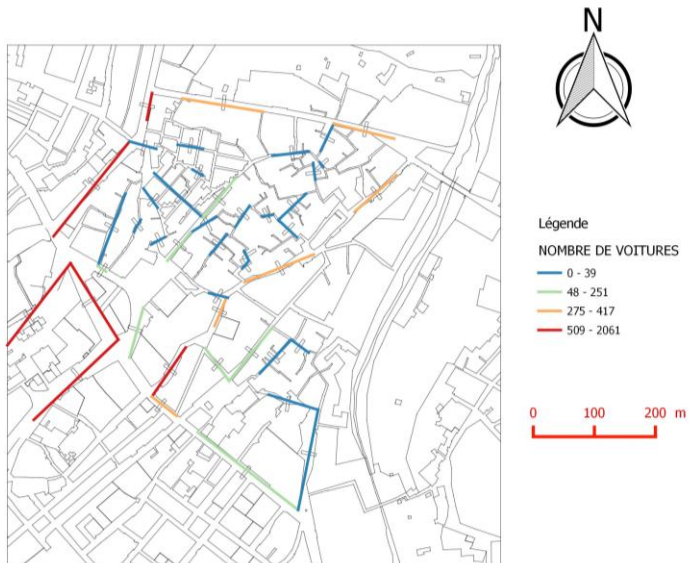 N
Légende
NOMBRE DE VOITURES
0 - 39
48 - 251
275 - 417
509 - 2061
0 100 200 m